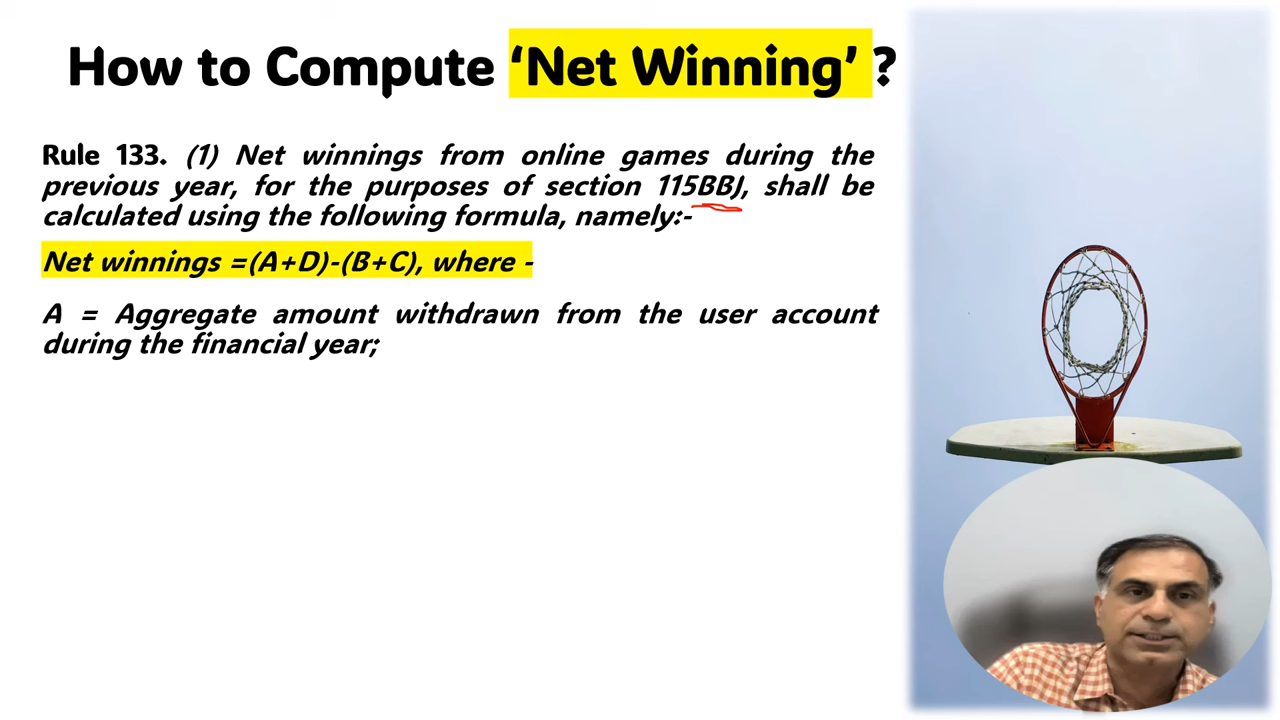 How to Compute ‘Net Winning’ ?
Rule 133. (1) Net winnings from online games during the
previous year, for the purposes of section 115BBJ, shall be
calculated using the following formula, namely:-
Net winnings =(A+D)-(B+C), where -
A = Aggregate amount withdrawn from the user account
during the financial year;